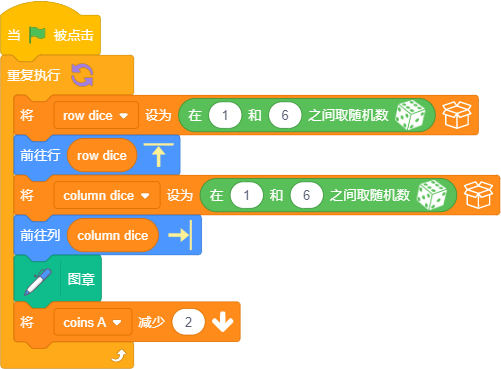 当 被点击
重复执行
将 row dice 设为 在 1 和 6 之间取随机数
前往行 row dice
将 column dice 设为 在 1 和 6 之间取随机数
前往列 column dice
图章
将 coins A 减少 2